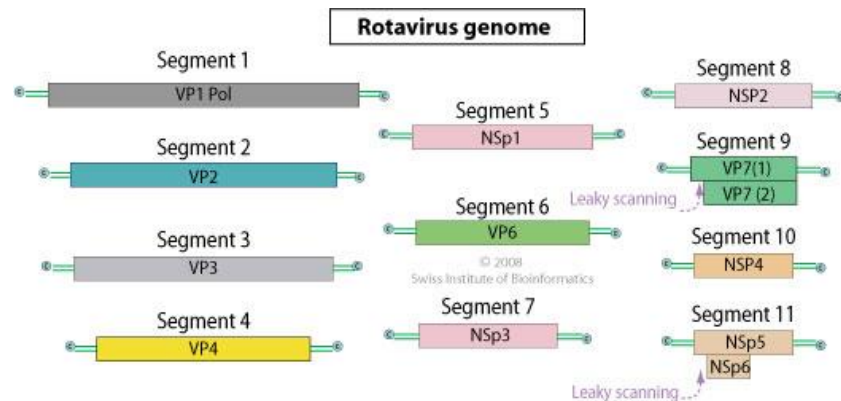 Rotavirus genome
Segment 1
VP1 Pol
Segment 2
VP2
Segment 3
VP3
Segment 4
VP4
Segment 5
NSp1
Segment 6
VP6
© 2008
Swiss Institute of Bioinformatics
Segment 7
NSp3
Segment 8
NSP2
Segment 9
VP7(1)
Leaky scanning
VP7 (2)
Segment 10
NSP4
Segment 11
NSp5
NSp6
Leaky scanning